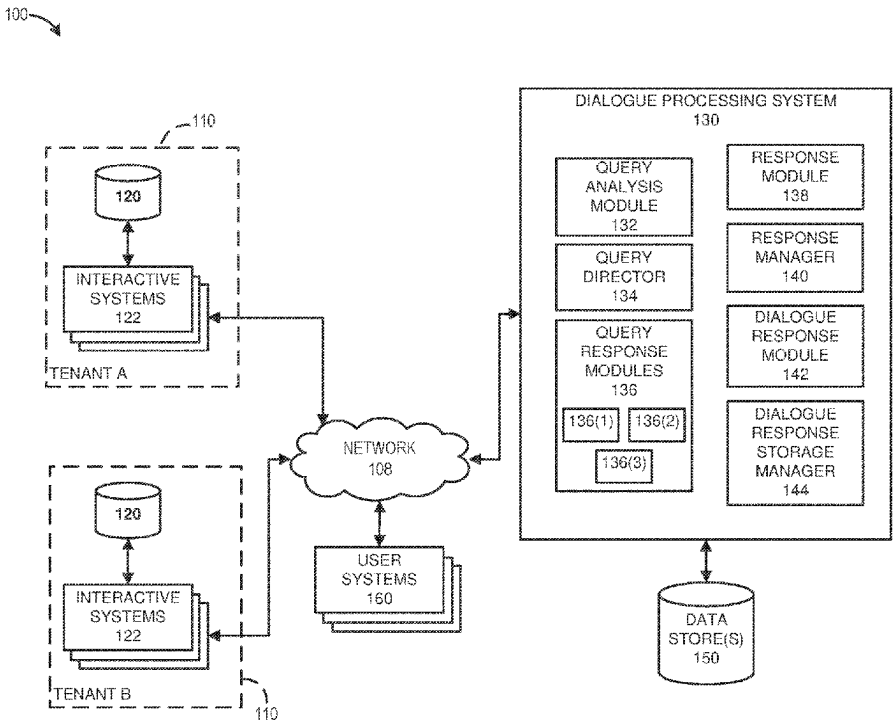 100
110
120
INTERACTIVE
SYSTEMS
122
TENANT A
120
INTERACTIVE
SYSTEMS
122
TENANT B
110
NETWORK
108
USER
SYSTEMS
160
DIALOGUE PROCESSING SYSTEM
130
QUERY
ANALYSIS
MODULE
132
QUERY
DIRECTOR
134
QUERY
RESPONSE
MODULES
136
136(1)
136(2)
136(3)
RESPONSE
MODULE
138
RESPONSE
MANAGER
140
DIALOGUE
RESPONSE
MODULE
142
DIALOGUE
RESPONSE
STORAGE
MANAGER
144
DATA
STORE(S)
150